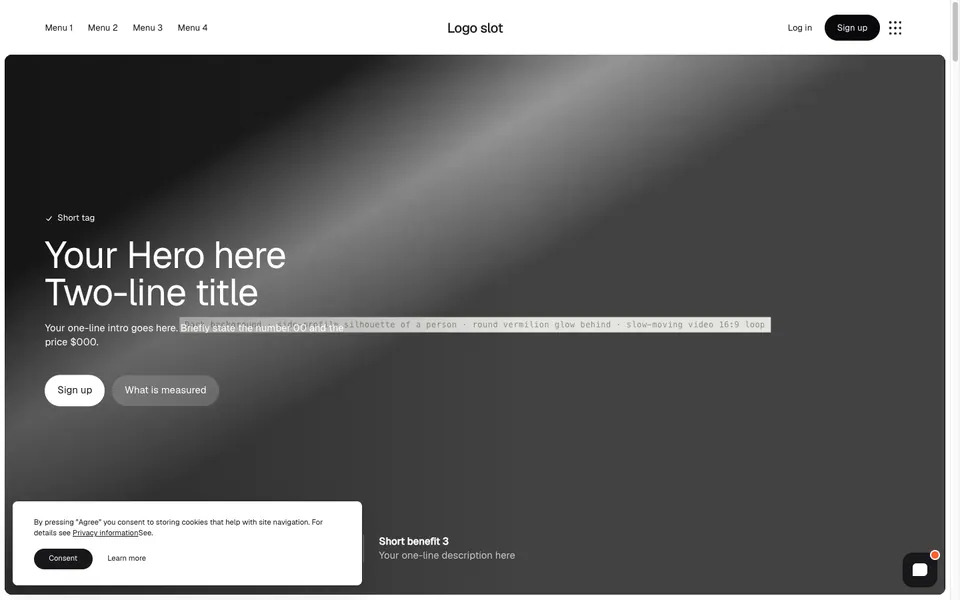 Menu 1
Menu 2
Menu 3
Menu 4
Logo slot
Log in
Sign up
Short tag
Your Hero here
Two-line title
Your one-line intro goes here. Briefly state the number 00 and the
price $000.
silhouette of a person · round vermilion glow behind · slow-moving video 16:9 loop
Sign up
What is measured
By pressing "Agree" you consent to storing cookies that help with site navigation. For
details see Privacy informationSee.
Consent
Learn more
Short benefit 3
Your one-line description here